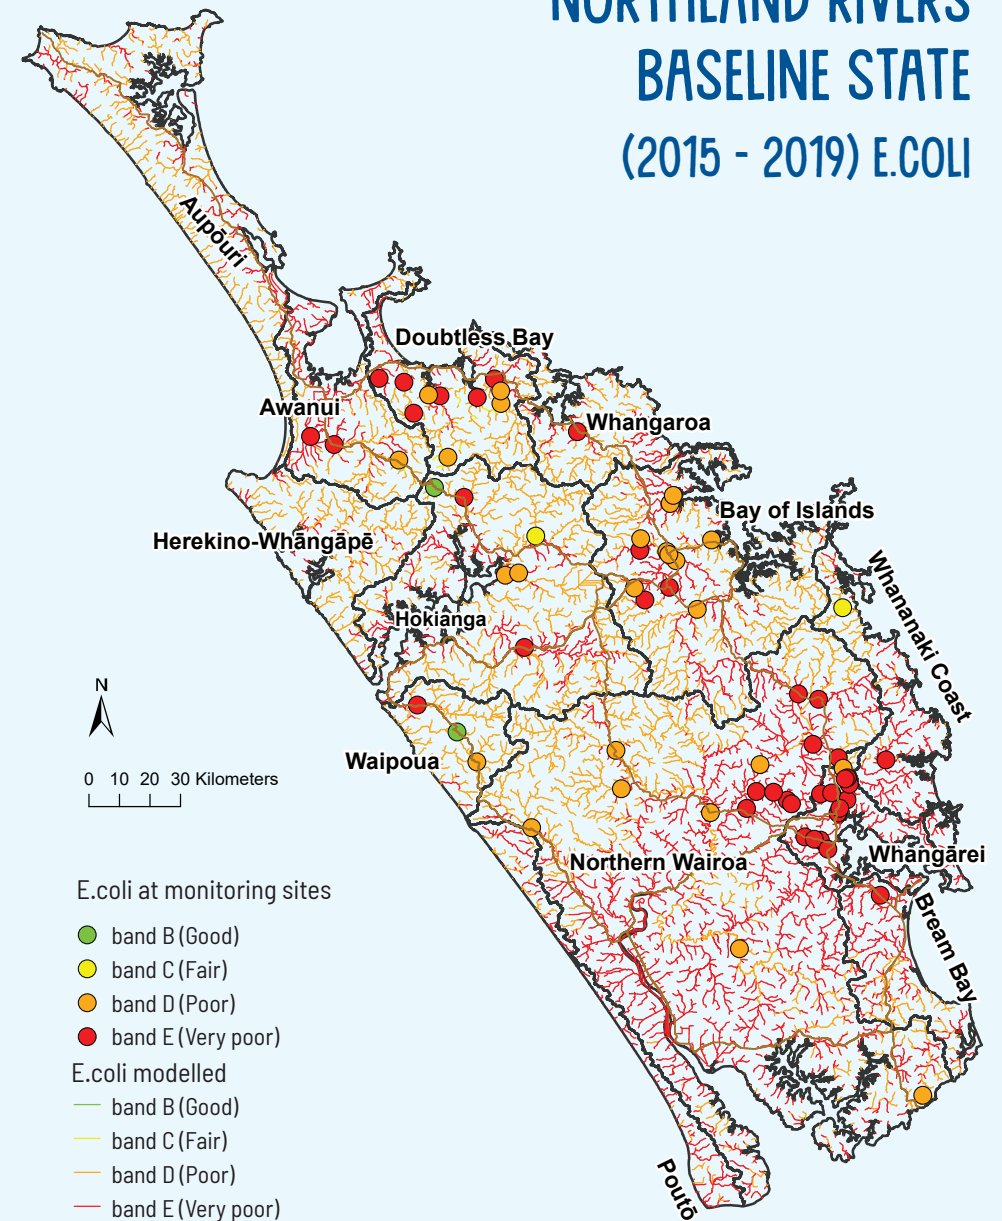 NORTHLAND RIVERS
BASELINE STATE
(2015 - 2019) E.COLI
Aupōuri
Doubtless Bay
Awanui
Whangaroa
Bay of Islands
Herekino-Whāngāpē
Whananaki Coast
Hokianga
N
Waipoua
0 10 20 30 Kilometers
Northern Wairoa
Whangārei
Bream Bay
E.coli at monitoring sites
band B (Good)
band C (Fair)
band D (Poor)
band E (Very poor)
E.coli modelled
band B (Good)
band C (Fair)
band D (Poor)
band E (Very poor)
Poutō